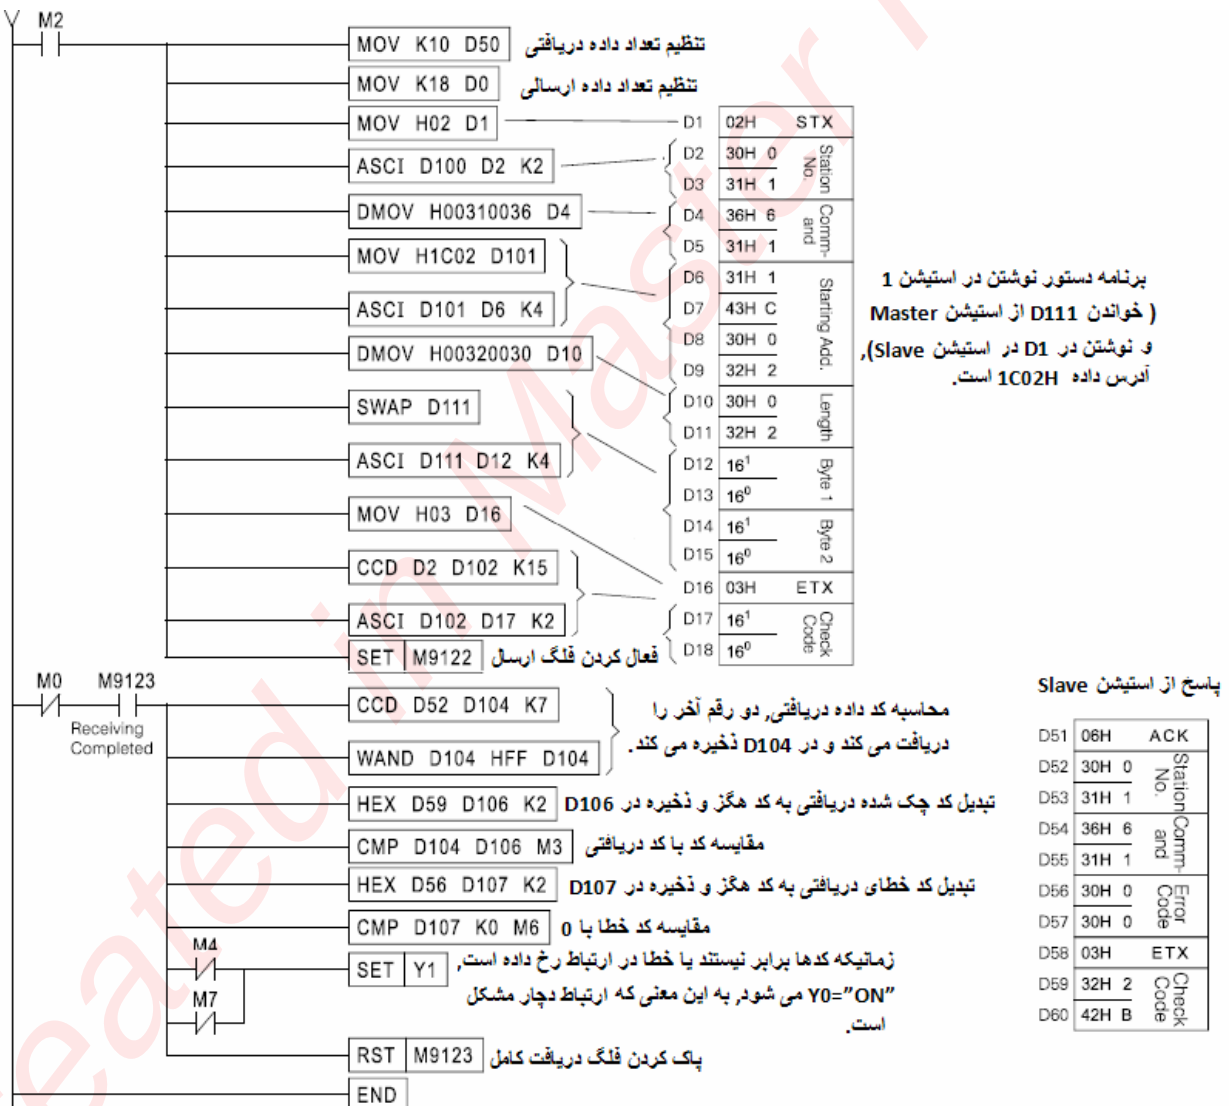 M2
MOV K10 D50 تنظیم تعداد داده دریافتی
MOV K18 D0 تنظیم تعداد داده ارسالی
MOV H02 D1
ASCI D100 D2 K2
DMOV H00310036 D4
MOV H1C02 D101
ASCI D101 D6 K4
DMOV H00320030 D10
SWAP D111
ASCI D111 D12 K4
MOV H03 D16
CCD D2 D102 K15
ASCI D102 D17 K2
SET M9122 فعال کردن فلگ ارسال
D1 02H STX
D2 30H 0
D3 31H 1
Station No.
D4 36H 6
D5 31H 1
Comm-and
D6 31H 1
D7 43H C
D8 30H 0
D9 32H 2
Starting Add.
D10 30H 0
D11 32H 2
Length
D12 16¹
D13 16⁰
Byte 1
D14 16¹
D15 16⁰
Byte 2
D16 03H ETX
D17 16¹
D18 16⁰
Check Code
برنامه دستور نوشتن در استیشن 1
( خواندن D111 از استیشن Master
و نوشتن در D1 در استیشن Slave),
آدرس داده 1C02H است.
M0 M9123
Receiving
Completed
CCD D52 D104 K7
WAND D104 HFF D104
محاسبه کد داده دریافتی, دو رقم آخر را
دریافت می کند و در D104 ذخیره می کند.
HEX D59 D106 K2 تبدیل کد چک شده دریافتی به کد هگز و ذخیره در D106
CMP D104 D106 M3 مقایسه کد با کد دریافتی
HEX D56 D107 K2 تبدیل کد خطای دریافتی به کد هگز و ذخیره در D107
CMP D107 K0 M6 مقایسه کد خطا با 0
M4
M7
SET Y1
زمانیکه کدها برابر نیستند یا خطا در ارتباط رخ داده است,
Y0="ON" می شود, به این معنی که ارتباط دچار مشکل
است.
RST M9123 پاک کردن فلگ دریافت کامل
END
پاسخ از استیشن Slave
D51 06H ACK
D52 30H 0
D53 31H 1
Station No.
D54 36H 6
D55 31H 1
Comm-and
D56 30H 0
D57 30H 0
Error Code
D58 03H ETX
D59 32H 2
D60 42H B
Check Code
eated in Master